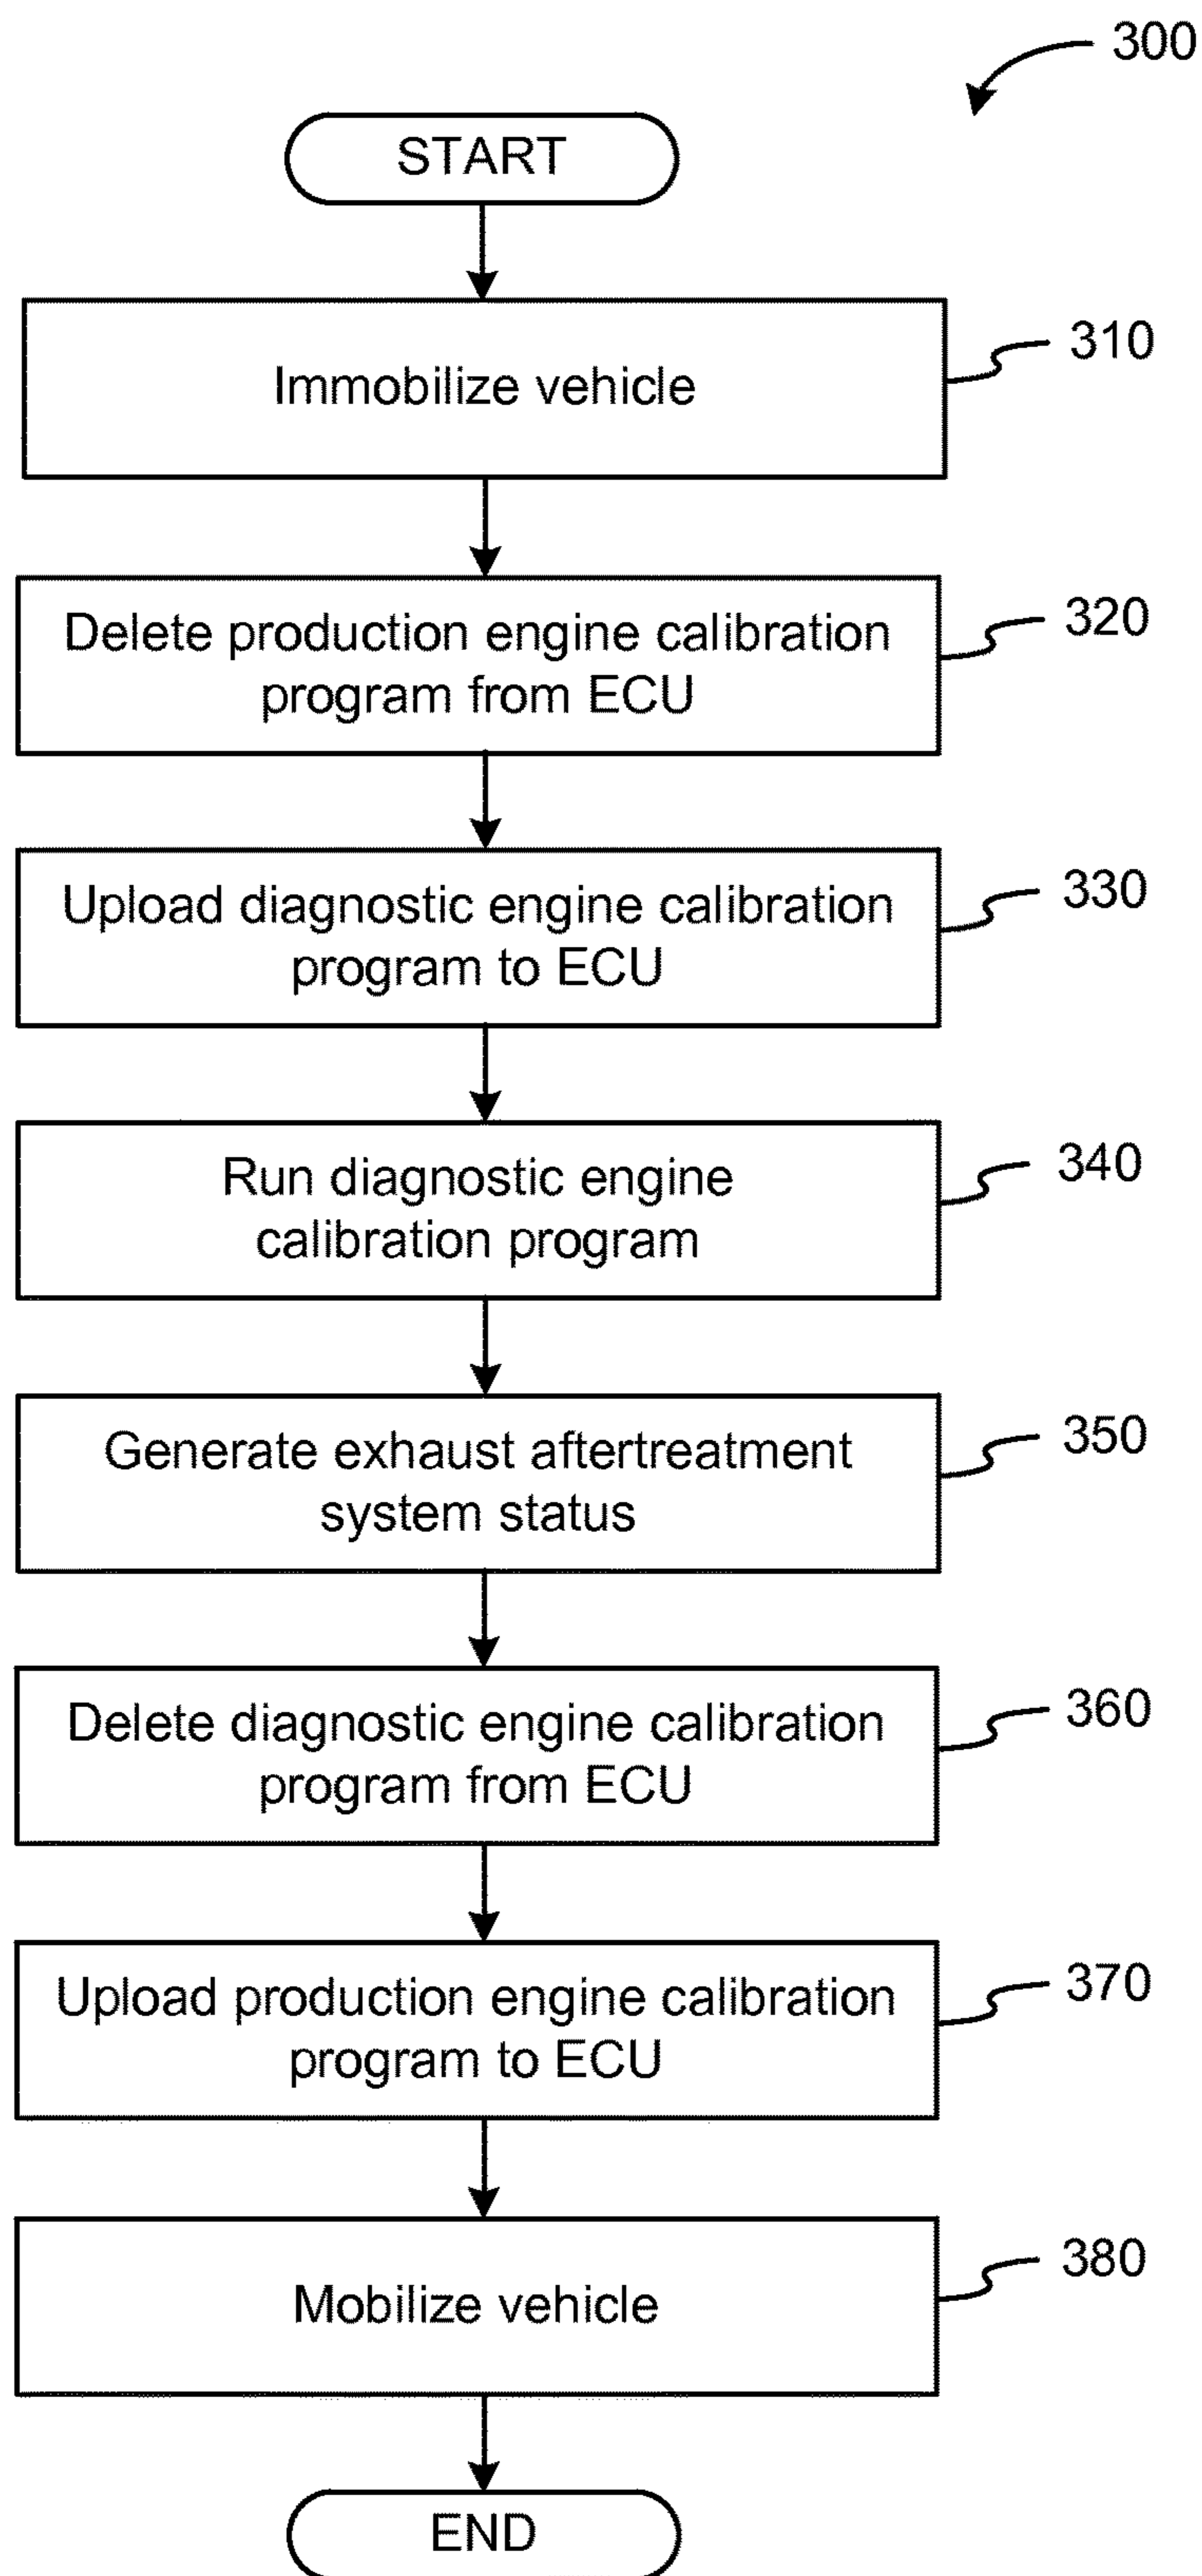 300
START
Immobilize vehicle
310
Delete production engine calibration
program from ECU
320
Upload diagnostic engine calibration
program to ECU
330
Run diagnostic engine
calibration program
340
Generate exhaust aftertreatment
system status
350
Delete diagnostic engine calibration
program from ECU
360
Upload production engine calibration
program to ECU
370
Mobilize vehicle
380
END